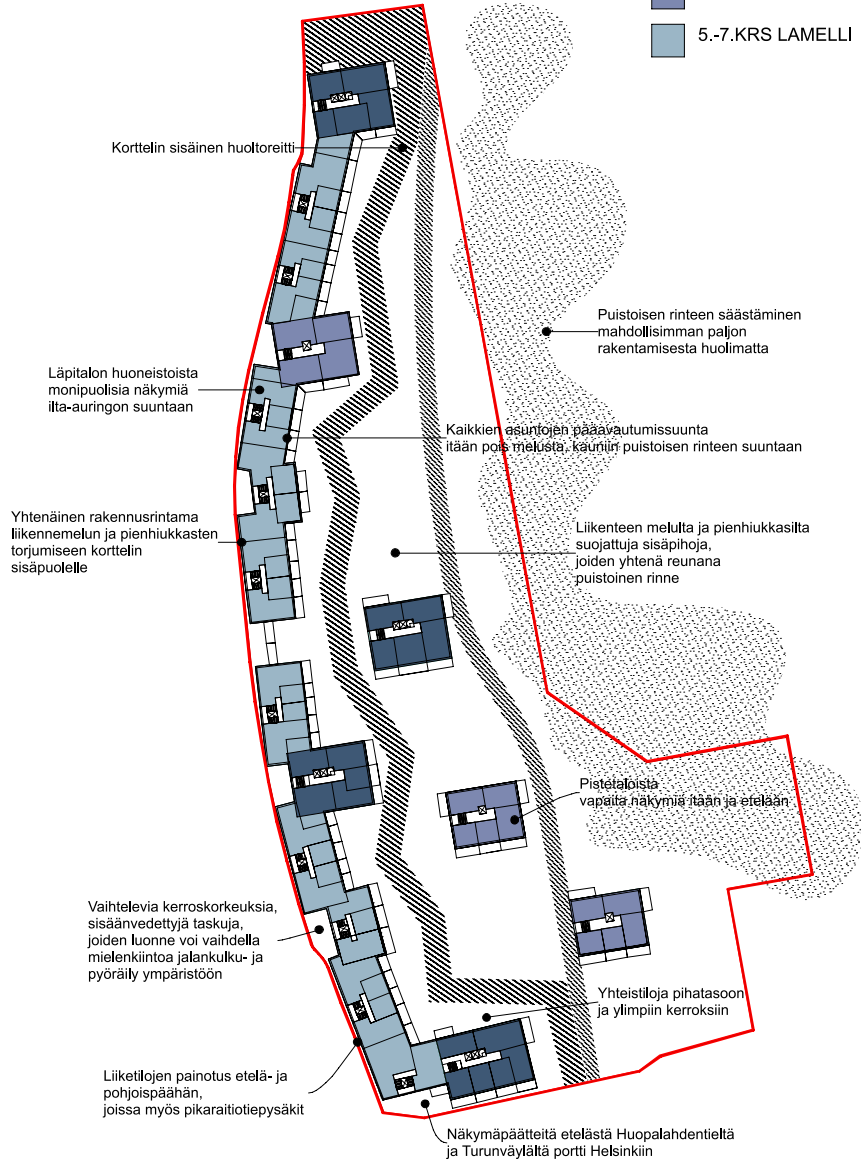 5.-7.KRS LAMELLI
Korttelin sisäinen huoltoreitti
Puistoisen rinteen säästäminen
mahdollisimman paljon
rakentamisesta huolimatta
Läpitalon huoneistoista
monipuolisia näkymiä
ilta-auringon suuntaan
Kaikkien asuntojen pääavautumissuunta
itään pois melusta, kauniin puistoisen rinteen suuntaan
Yhtenäinen rakennusrintama
liikennemelun ja pienhiukkasten
torjumiseen korttelin
sisäpuolelle
Liikenteen melulta ja pienhiukkasilta
suojattuja sisäpihoja,
joiden yhtenä reunana
puistoinen rinne
Pistetaloista
vapaita näkymiä itään ja etelään
Vaihtelevia kerroskorkeuksia,
sisäänvedettyjä taskuja,
joiden luonne voi vaihdella
mielenkiintoa jalankulku- ja
pyöräily ympäristöön
Yhteistiloja pihatasoon
ja ylimpiin kerroksiin
Liiketilojen painotus etelä- ja
pohjoispäähän,
joissa myös pikaraitiotiepysäkit
Näkymäpäätteitä etelästä Huopalahdentieltä
ja Turunväylältä portti Helsinkiin